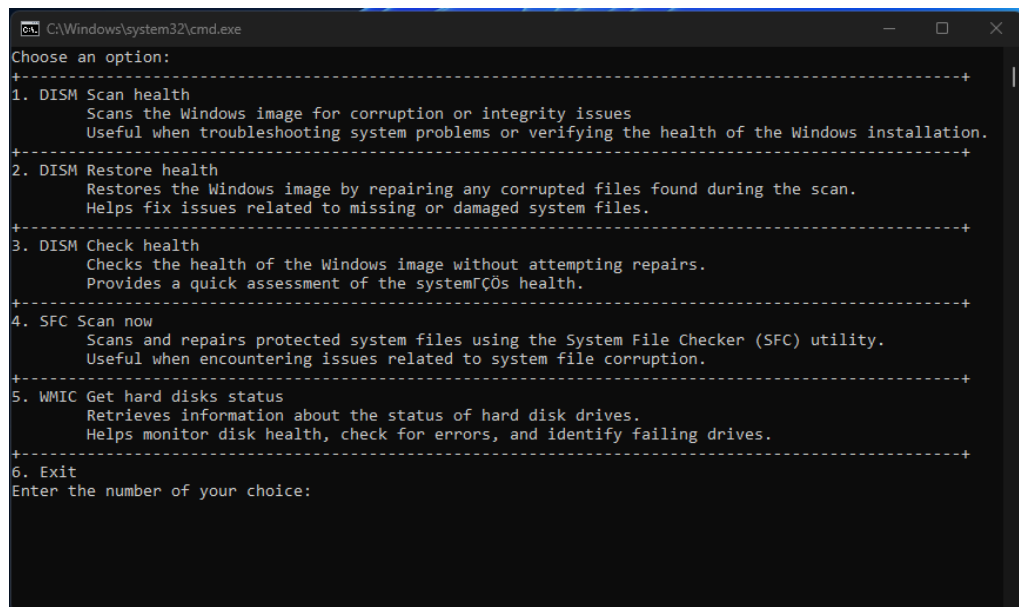 C:\Windows\system32\cmd.exe
Choose an option:
+---------------------------------------------------------------------------------------------------+
1. DISM Scan health
        Scans the Windows image for corruption or integrity issues
        Useful when troubleshooting system problems or verifying the health of the Windows installation.
+---------------------------------------------------------------------------------------------------+
2. DISM Restore health
        Restores the Windows image by repairing any corrupted files found during the scan.
        Helps fix issues related to missing or damaged system files.
+---------------------------------------------------------------------------------------------------+
3. DISM Check health
        Checks the health of the Windows image without attempting repairs.
        Provides a quick assessment of the systemΓÇÖs health.
+---------------------------------------------------------------------------------------------------+
4. SFC Scan now
        Scans and repairs protected system files using the System File Checker (SFC) utility.
        Useful when encountering issues related to system file corruption.
+---------------------------------------------------------------------------------------------------+
5. WMIC Get hard disks status
        Retrieves information about the status of hard disk drives.
        Helps monitor disk health, check for errors, and identify failing drives.
+---------------------------------------------------------------------------------------------------+
6. Exit
Enter the number of your choice: